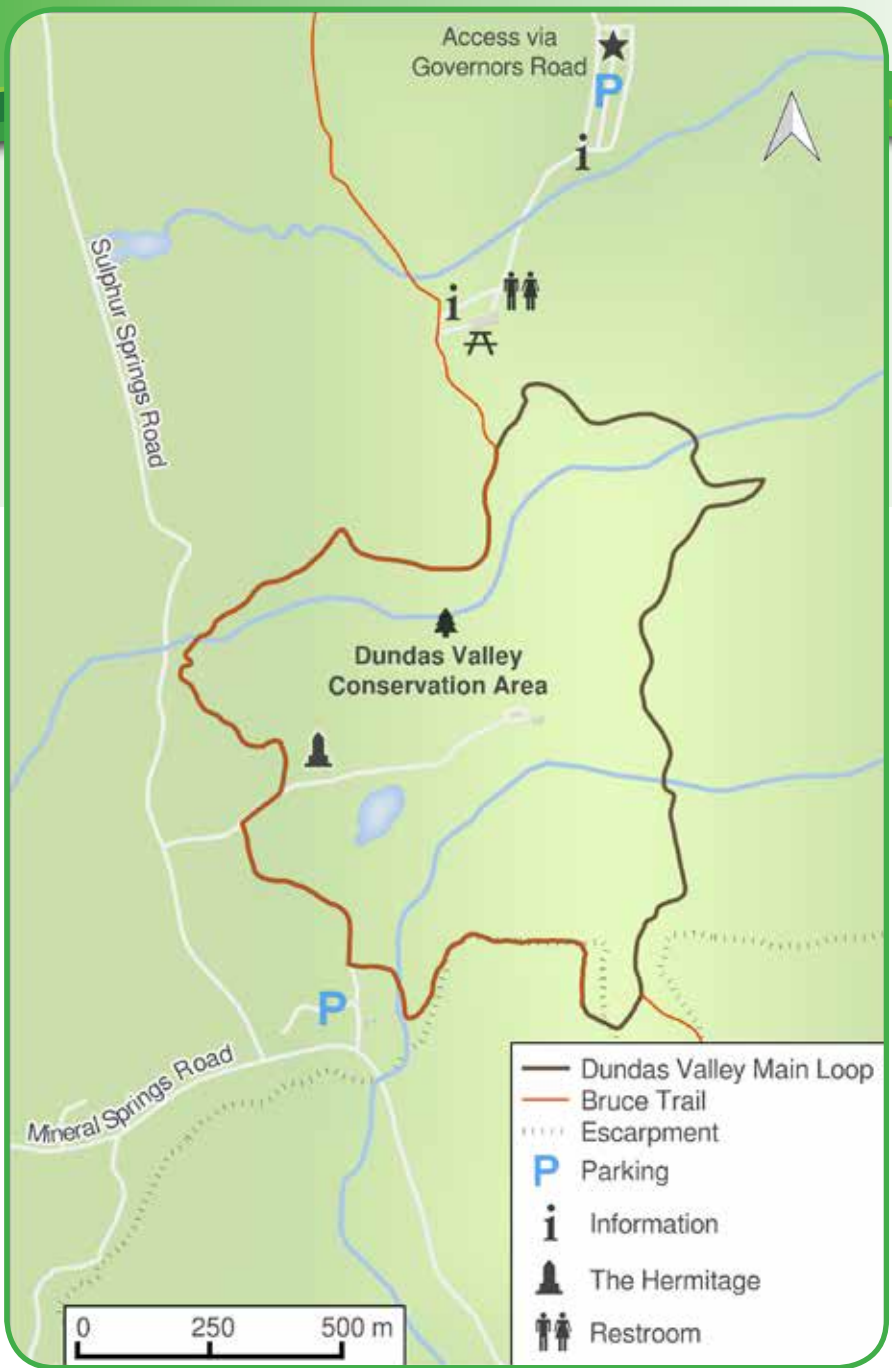 Access via
Governors Road
P
i
Sulphur Springs Road
i
Dundas Valley
Conservation Area
P
Mineral Springs Road
Dundas Valley Main Loop
Bruce Trail
Escarpment
P Parking
i Information
The Hermitage
Restroom
0 250 500 m